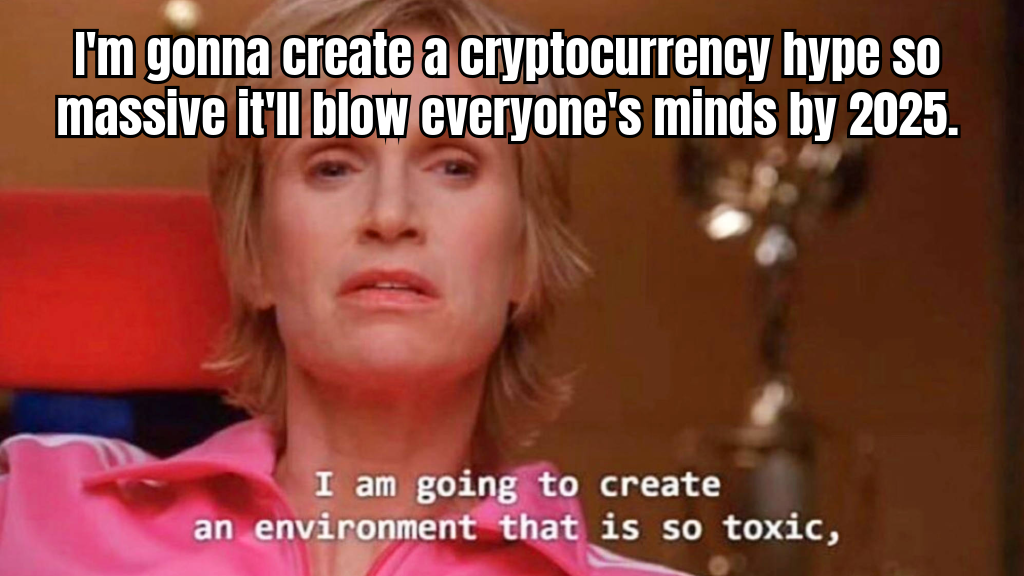 I'm gonna create a cryptocurrency hype so
massive it'll blow everyone's minds by 2025.
I am going to create
an environment that is so toxic,